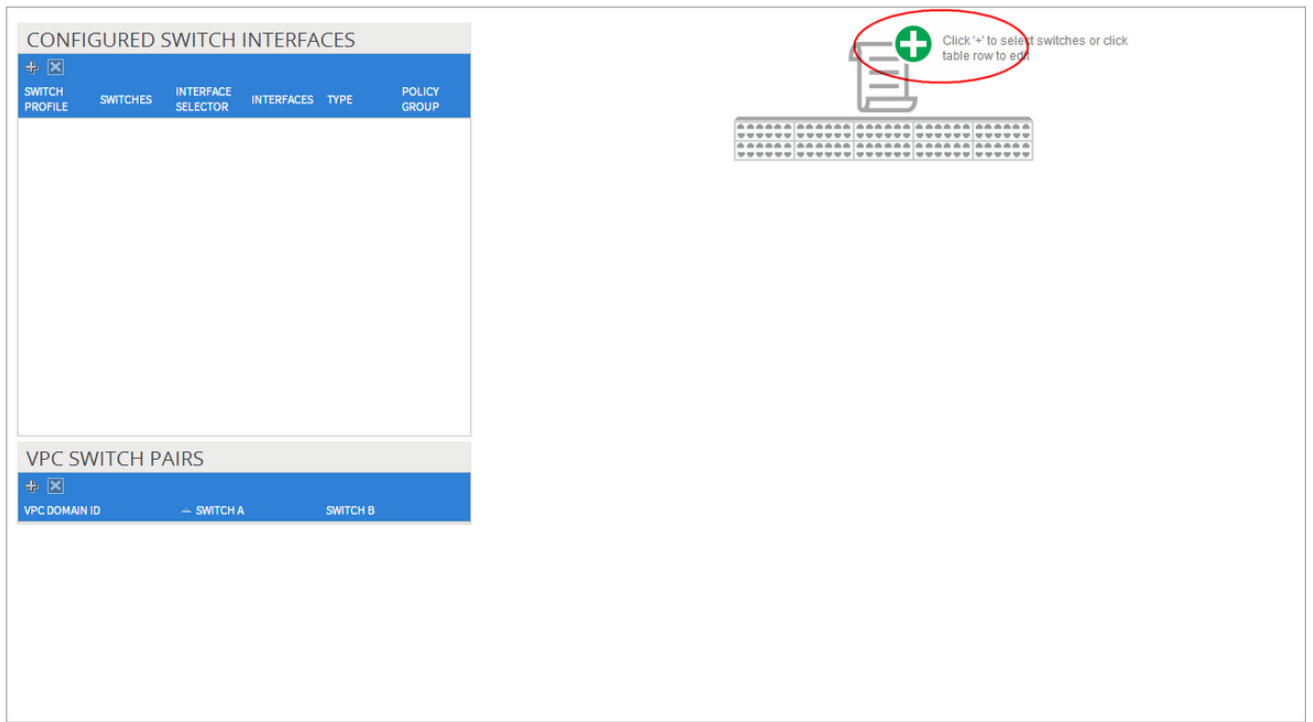 CONFIGURED SWITCH INTERFACES
SWITCH PROFILE SWITCHES INTERFACE SELECTOR INTERFACES TYPE POLICY GROUP
VPC SWITCH PAIRS
VPC DOMAIN ID SWITCH A SWITCH B
Click '+' to select switches or click
table row to edit